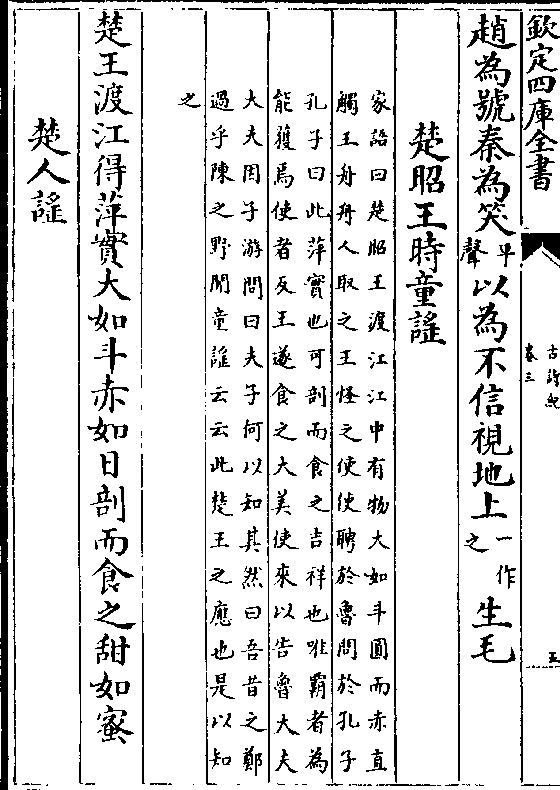 欽定四庫全書
古詩紀
卷三
五
趙為號秦為笑平聲以為不信視地上一作之生毛
楚昭王時童謡
家語曰楚昭王渡江江中有物大如斗圓而赤直
觸王舟舟人取之王怪之使使聘於魯問於孔子
孔子曰此萍實也可剖而食之吉祥也唯霸者為
能獲焉使者反王遂食之大美使來以告魯大夫
大夫因子游問曰夫子何以知其然曰吾昔之鄭
過乎陳之野聞童謡云云此楚王之應也是以知
之
楚王渡江得萍實大如斗赤如日剖而食之甜如蜜
楚人謡